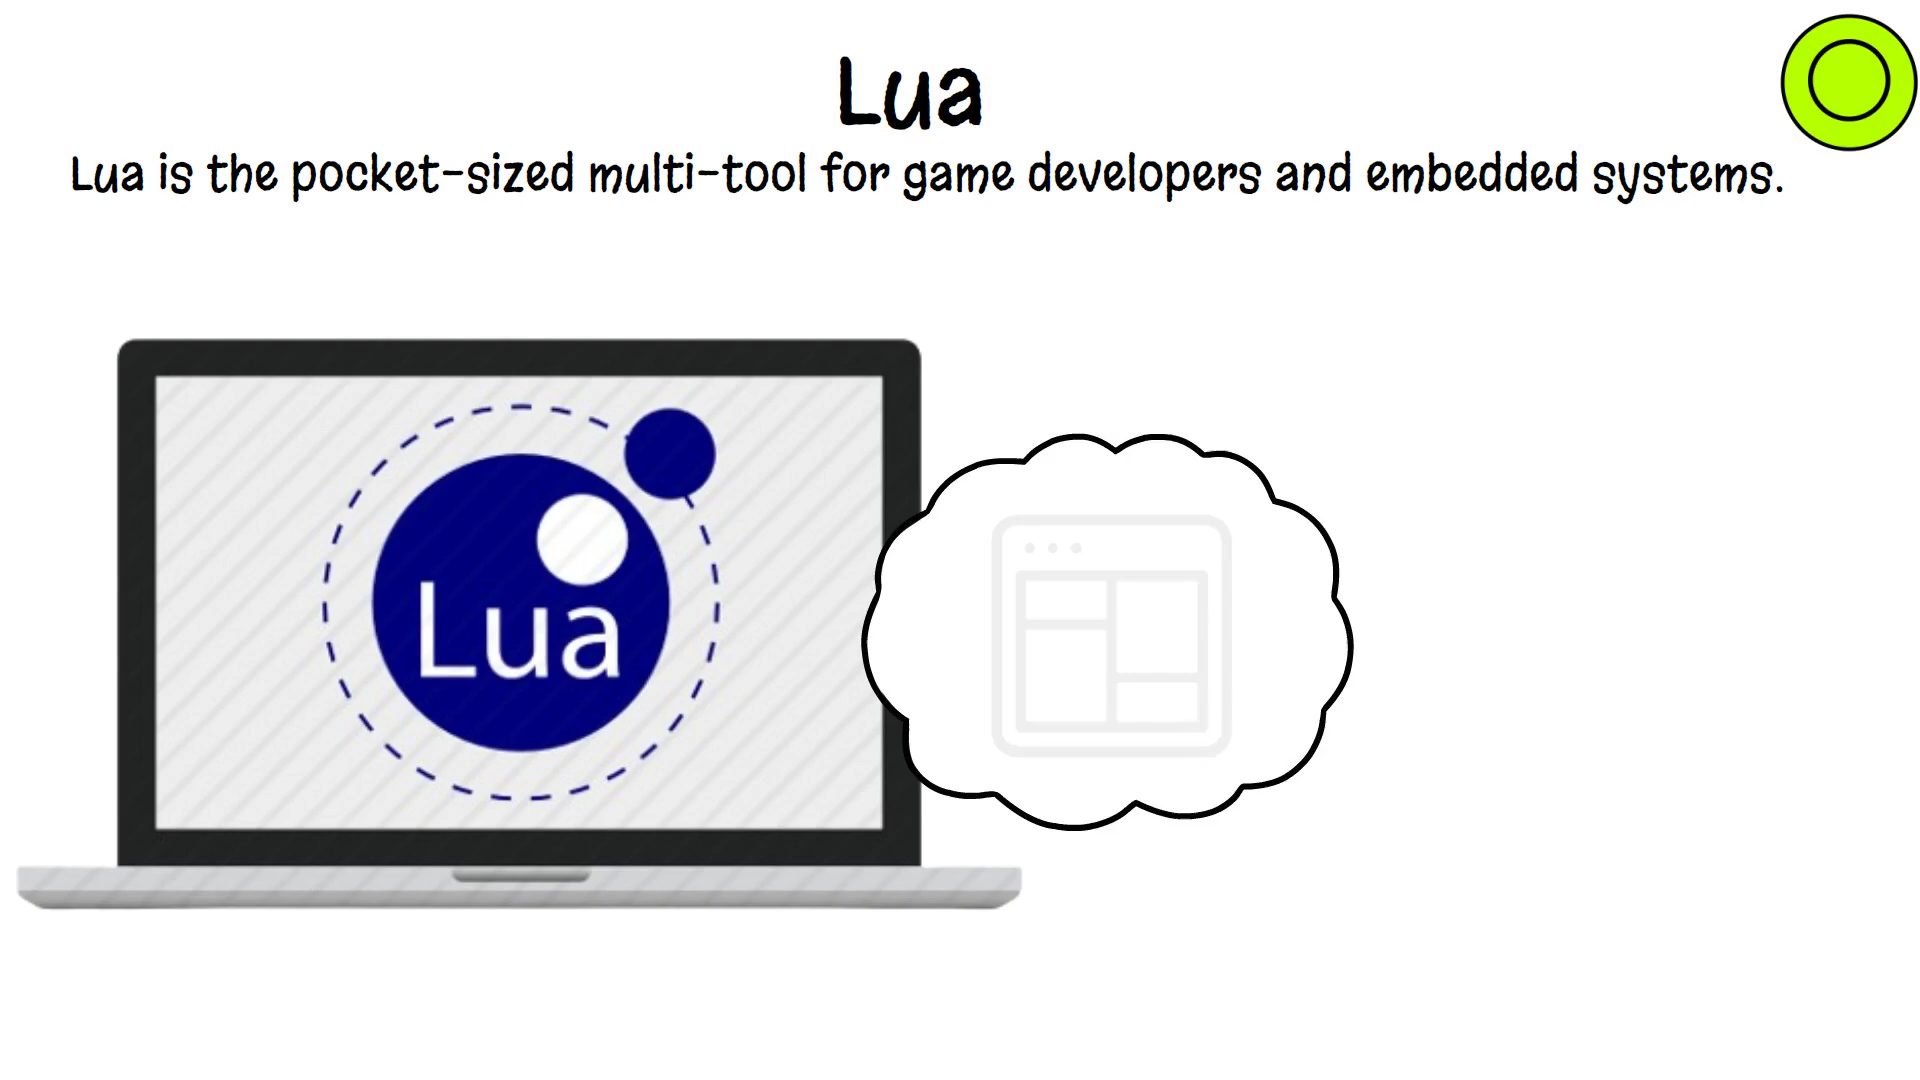 Lua
Lua is the pocket-sized multi-tool for game developers and embedded systems.
Lua